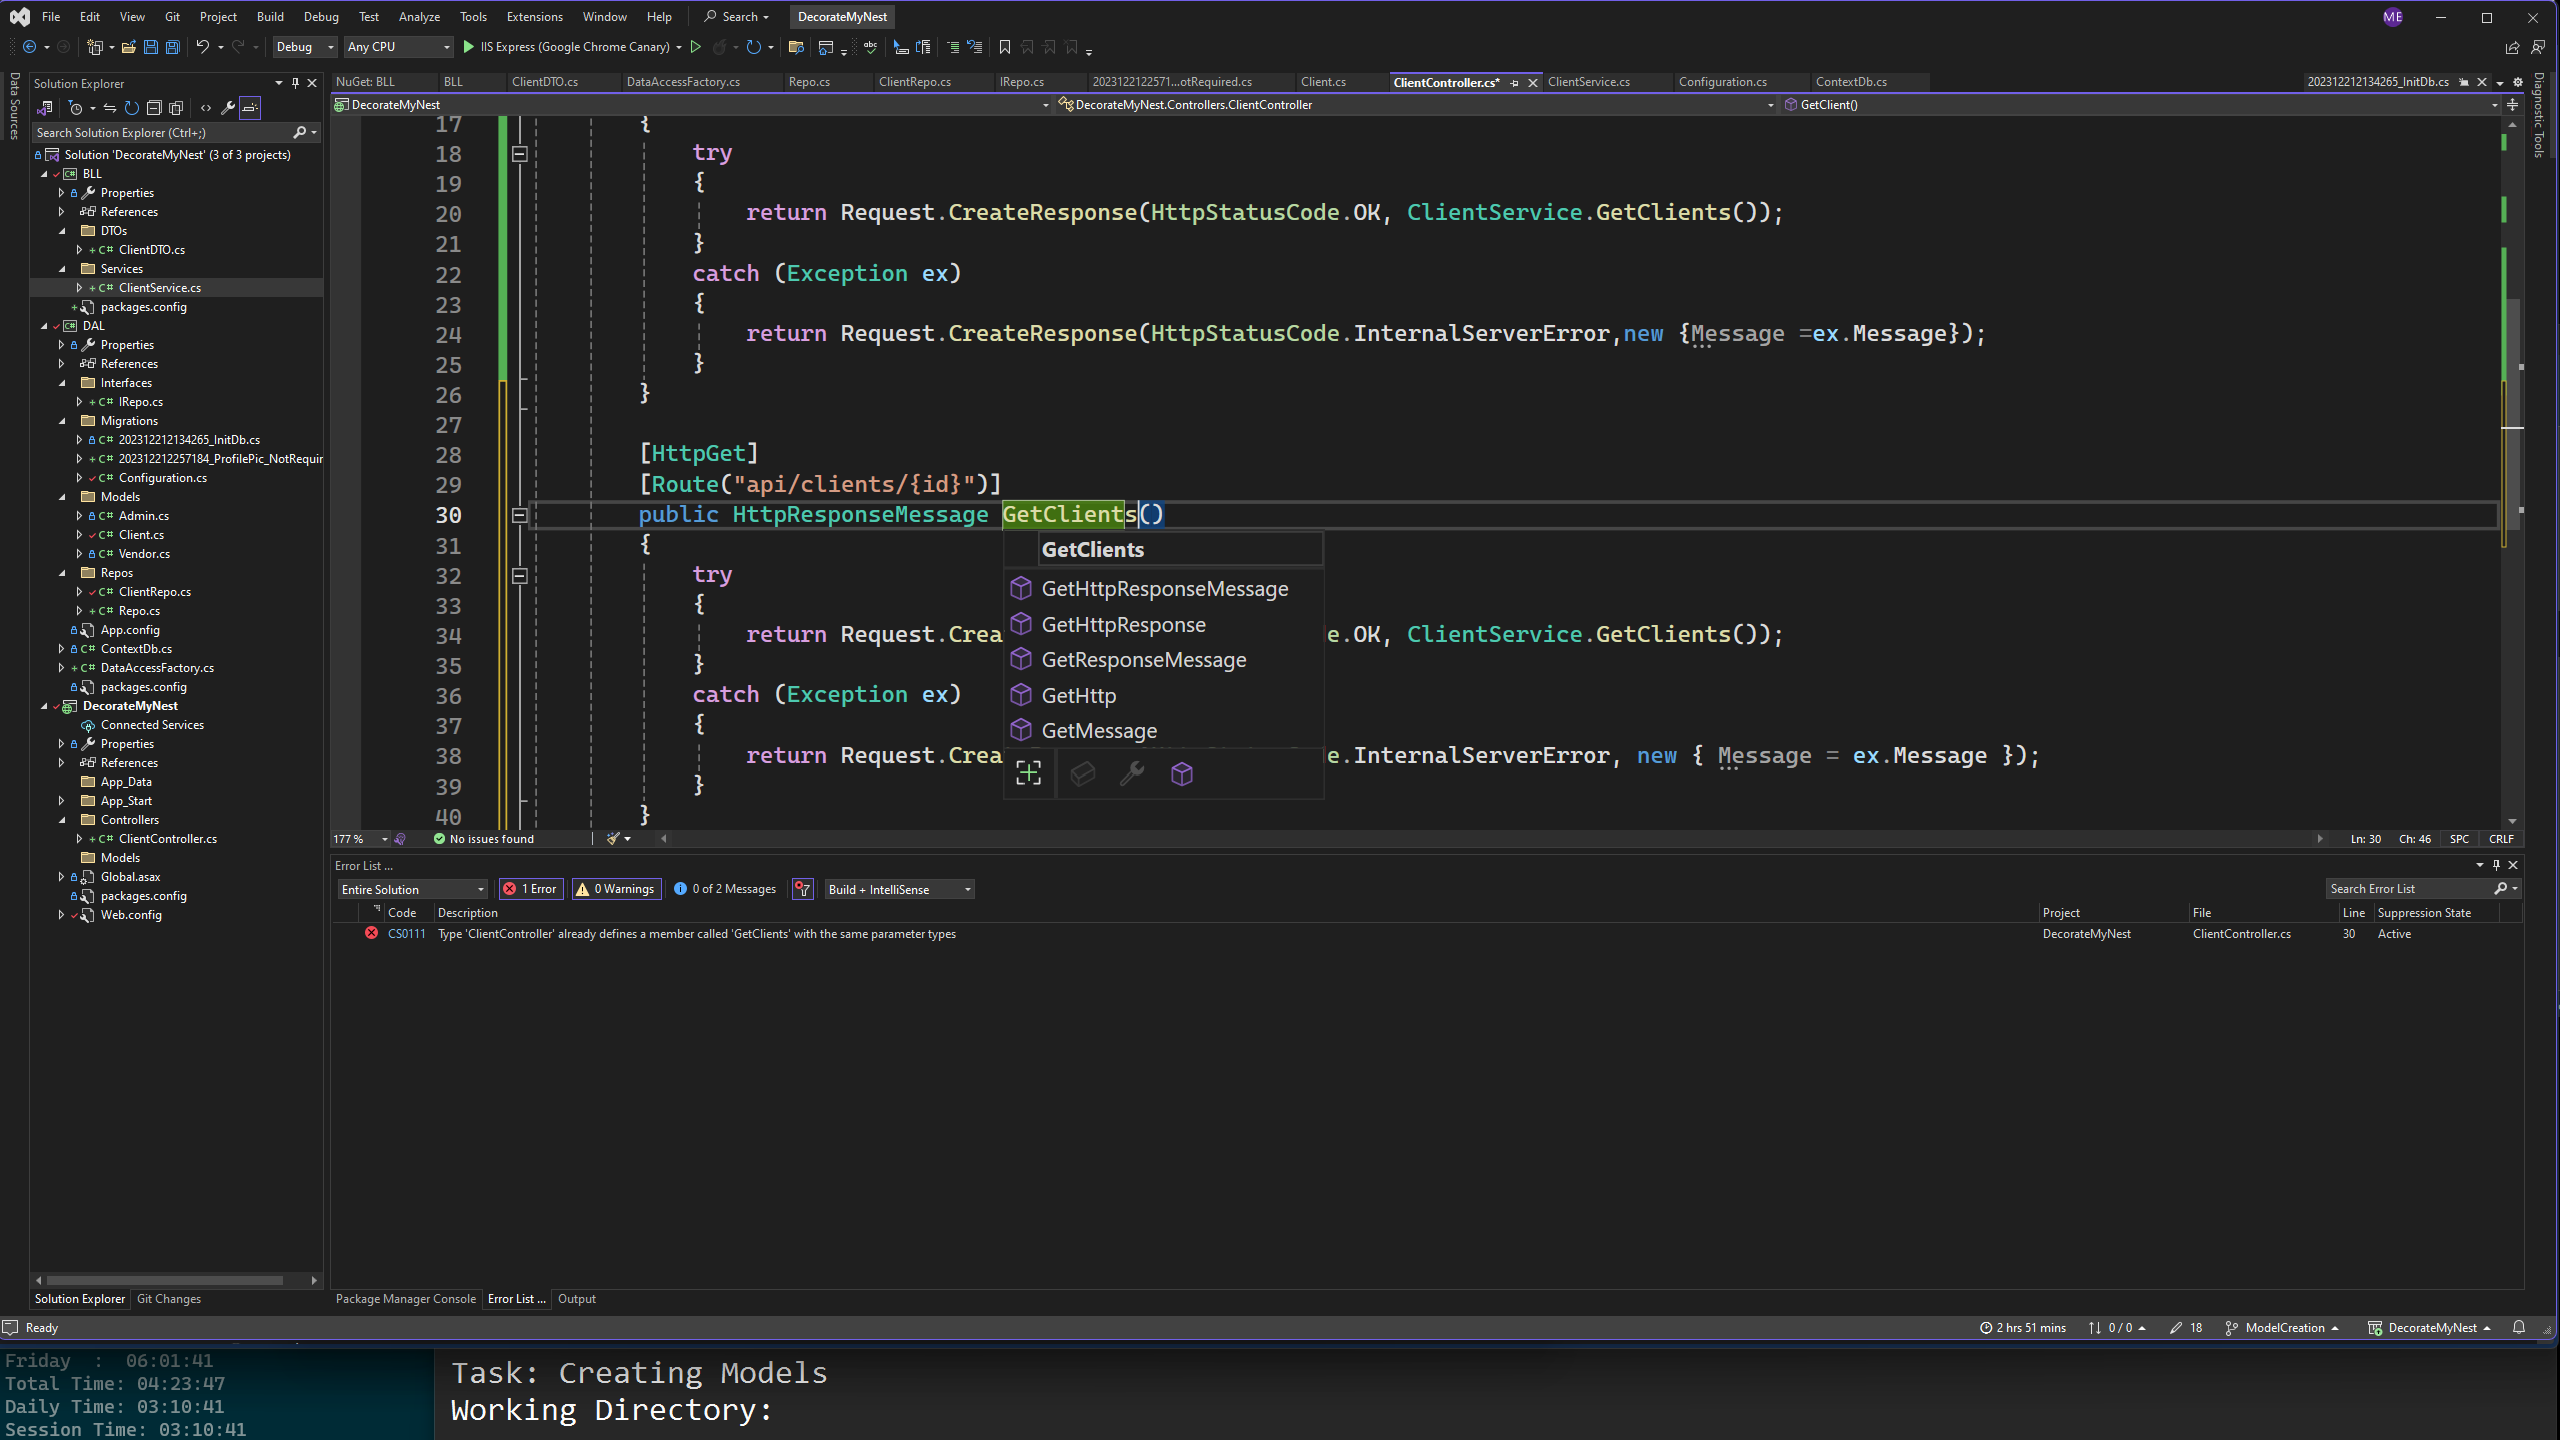 File Edit View Git Project Build Debug Test Analyze Tools Extensions Window Help Search DecorateMyNest ME
Debug Any CPU IIS Express (Google Chrome Canary)
Data Sources
Solution Explorer
Search Solution Explorer (Ctrl+;)
Solution 'DecorateMyNest' (3 of 3 projects)
BLL
Properties
References
DTOs
C# ClientDTO.cs
Services
C# ClientService.cs
packages.config
DAL
Properties
References
Interfaces
C# IRepo.cs
Migrations
C# 202312212134265_InitDb.cs
C# 202312212257184_ProfilePic_NotRequir
C# Configuration.cs
Models
C# Admin.cs
C# Client.cs
C# Vendor.cs
Repos
C# ClientRepo.cs
C# Repo.cs
App.config
C# ContextDb.cs
C# DataAccessFactory.cs
packages.config
DecorateMyNest
Connected Services
Properties
References
App_Data
App_Start
Controllers
C# ClientController.cs
Models
Global.asax
packages.config
Web.config
Solution Explorer Git Changes
NuGet: BLL BLL ClientDTO.cs DataAccessFactory.cs Repo.cs ClientRepo.cs IRepo.cs 2023122122571...otRequired.cs Client.cs ClientController.cs* ClientService.cs Configuration.cs ContextDb.cs 202312212134265_InitDb.cs
DecorateMyNest DecorateMyNest.Controllers.ClientController GetClient()
Diagnostic Tools
17 {
18 try
19 {
20 return Request.CreateResponse(HttpStatusCode.OK, ClientService.GetClients());
21 }
22 catch (Exception ex)
23 {
24 return Request.CreateResponse(HttpStatusCode.InternalServerError,new {Message =ex.Message});
25 }
26 }
27
28 [HttpGet]
29 [Route("api/clients/{id}")]
30 public HttpResponseMessage GetClients()
31 {
32 try
33 {
34 return Request.Crea e.OK, ClientService.GetClients());
35 }
36 catch (Exception ex)
37 {
38 return Request.Crea e.InternalServerError, new { Message = ex.Message });
39 }
40 }
GetClients
GetHttpResponseMessage
GetHttpResponse
GetResponseMessage
GetHttp
GetMessage
177 % No issues found Ln: 30 Ch: 46 SPC CRLF
Error List ...
Entire Solution 1 Error 0 Warnings 0 of 2 Messages Build + IntelliSense Search Error List
Code Description Project File Line Suppression State
CS0111 Type 'ClientController' already defines a member called 'GetClients' with the same parameter types DecorateMyNest ClientController.cs 30 Active
Package Manager Console Error List ... Output
Ready 2 hrs 51 mins 0 / 0 18 ModelCreation DecorateMyNest
Friday : 06:01:41
Total Time: 04:23:47
Daily Time: 03:10:41
Session Time: 03:10:41
Task: Creating Models
Working Directory: